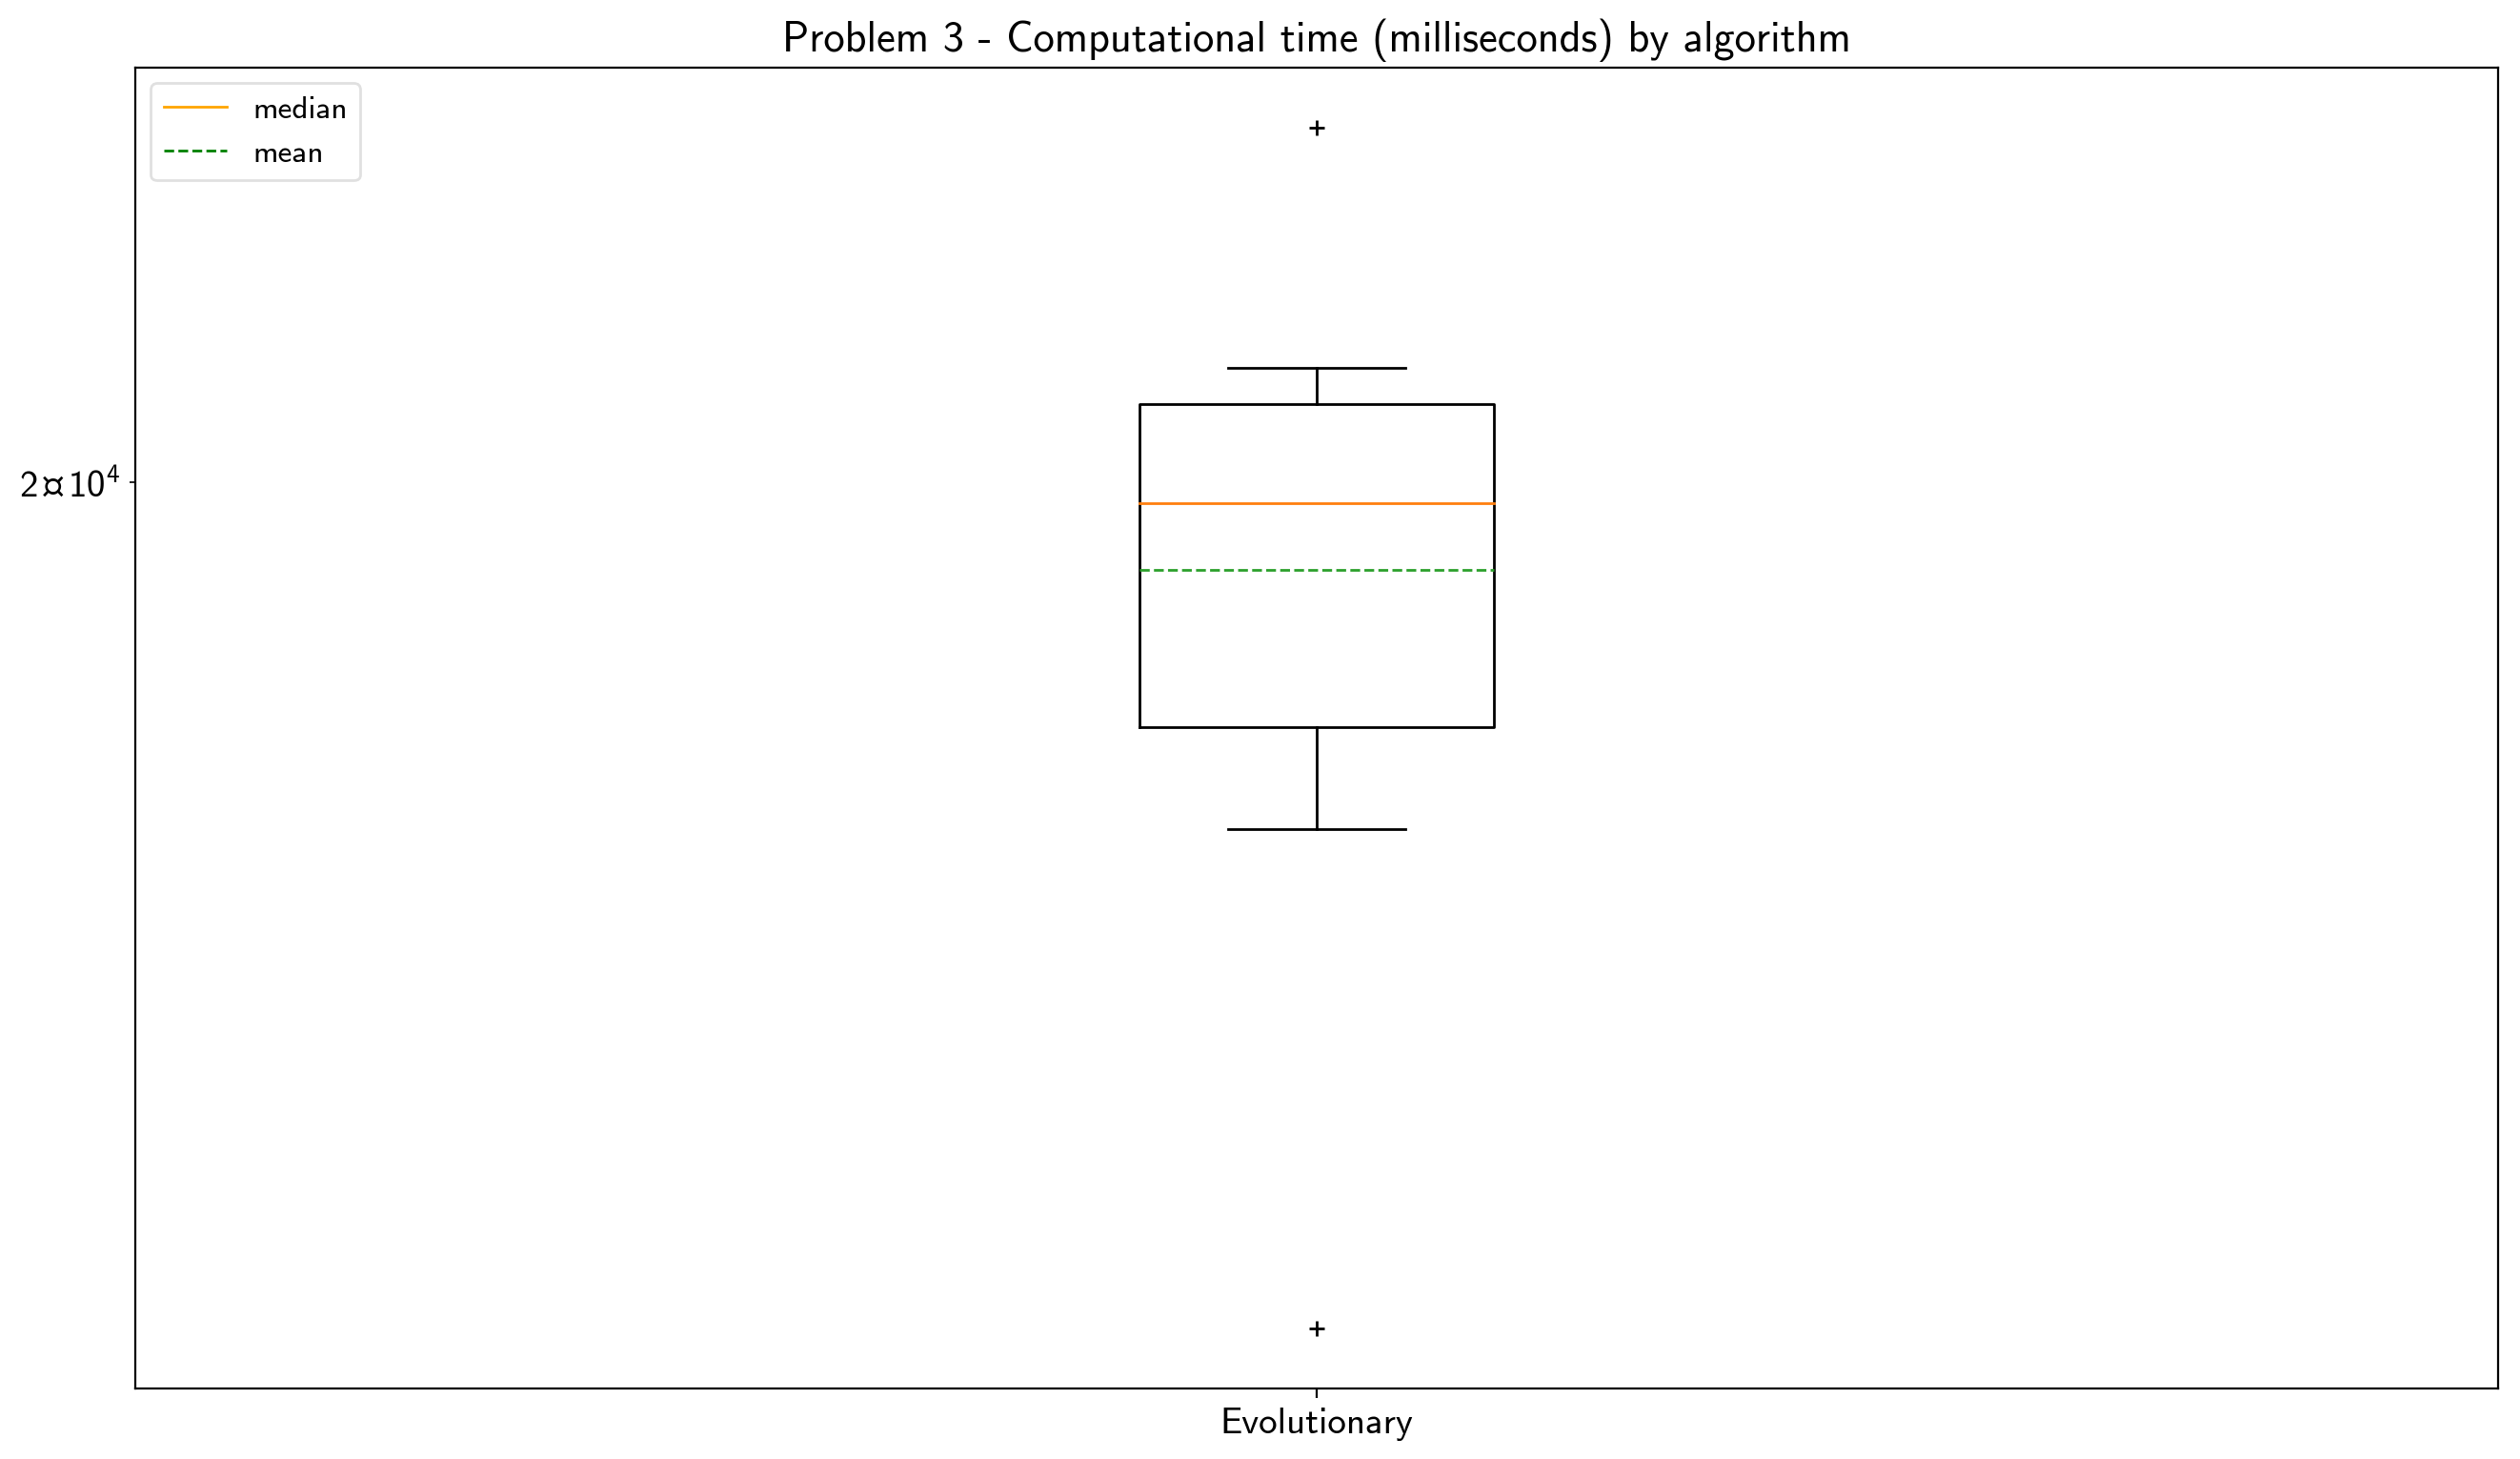 Problem 3 - Computational time (milliseconds) by algorithm
median
mean
2¤10⁴
Evolutionary